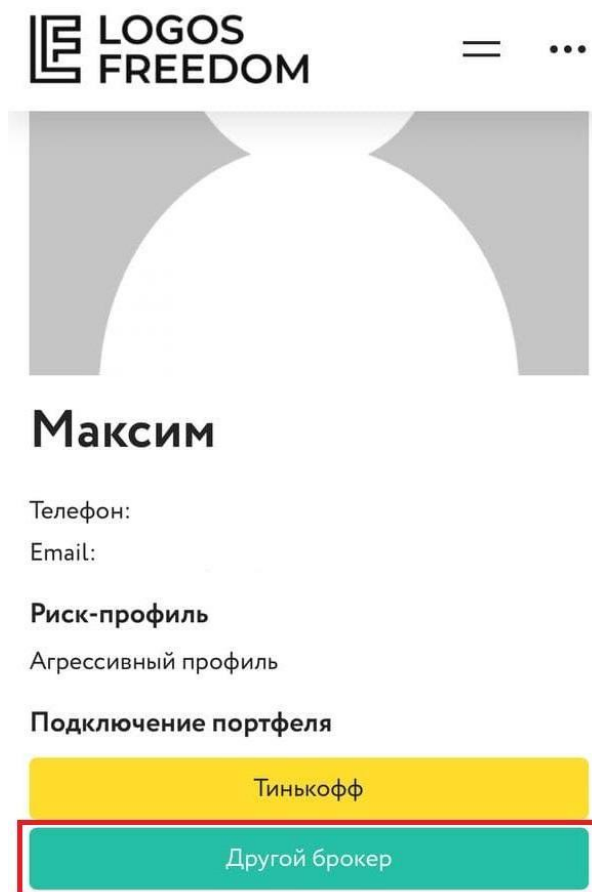 LOGOS
FREEDOM
Максим
Телефон:
Email:
Риск-профиль
Агрессивный профиль
Подключение портфеля
Тинькофф
Другой брокер